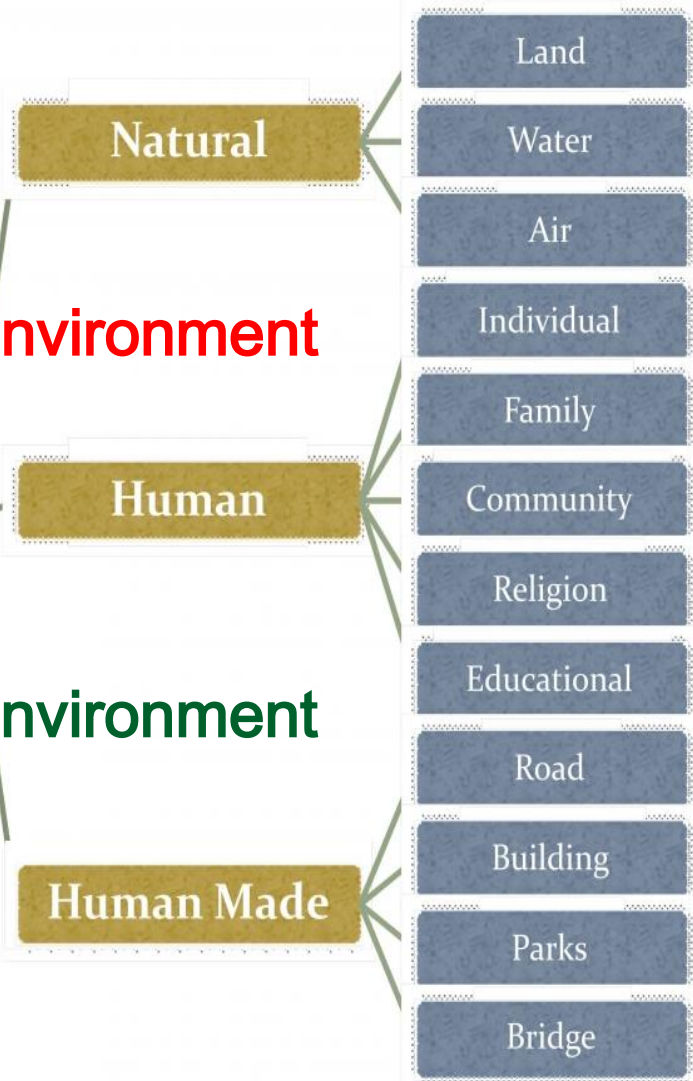 Natural
Land
Water
Air
nvironment
Human
Individual
Family
Community
Religion
Educational
nvironment
Human Made
Road
Building
Parks
Bridge